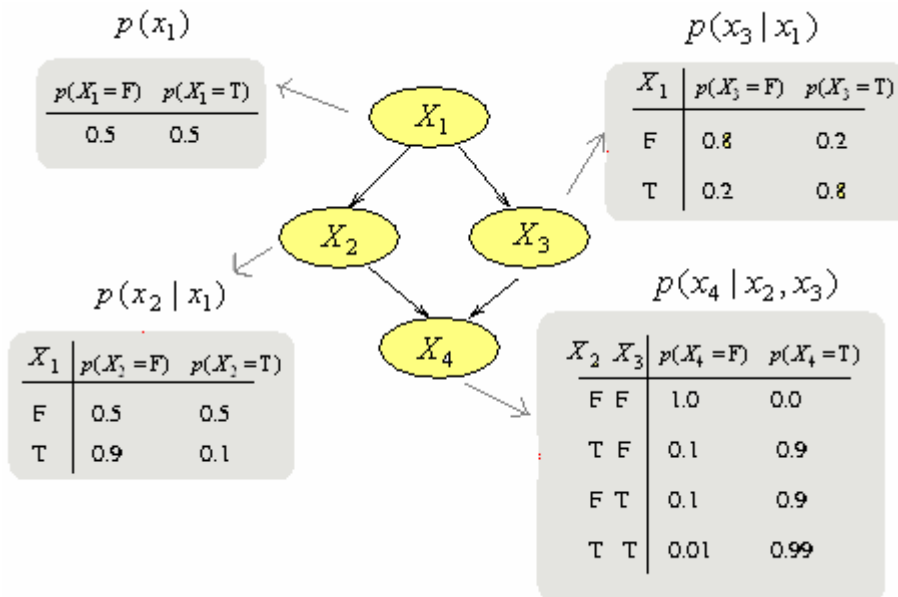 p(x₁)
p(X₁=F) p(X₁=T)
0.5 0.5
p(x₃|x₁)
X₁ p(X₃=F) p(X₃=T)
F 0.8 0.2
T 0.2 0.8
X₁
X₂
X₃
X₄
p(x₂|x₁)
X₁ p(X₂=F) p(X₂=T)
F 0.5 0.5
T 0.9 0.1
p(x₄|x₂,x₃)
X₂ X₃ p(X₄=F) p(X₄=T)
F F 1.0 0.0
T F 0.1 0.9
F T 0.1 0.9
T T 0.01 0.99